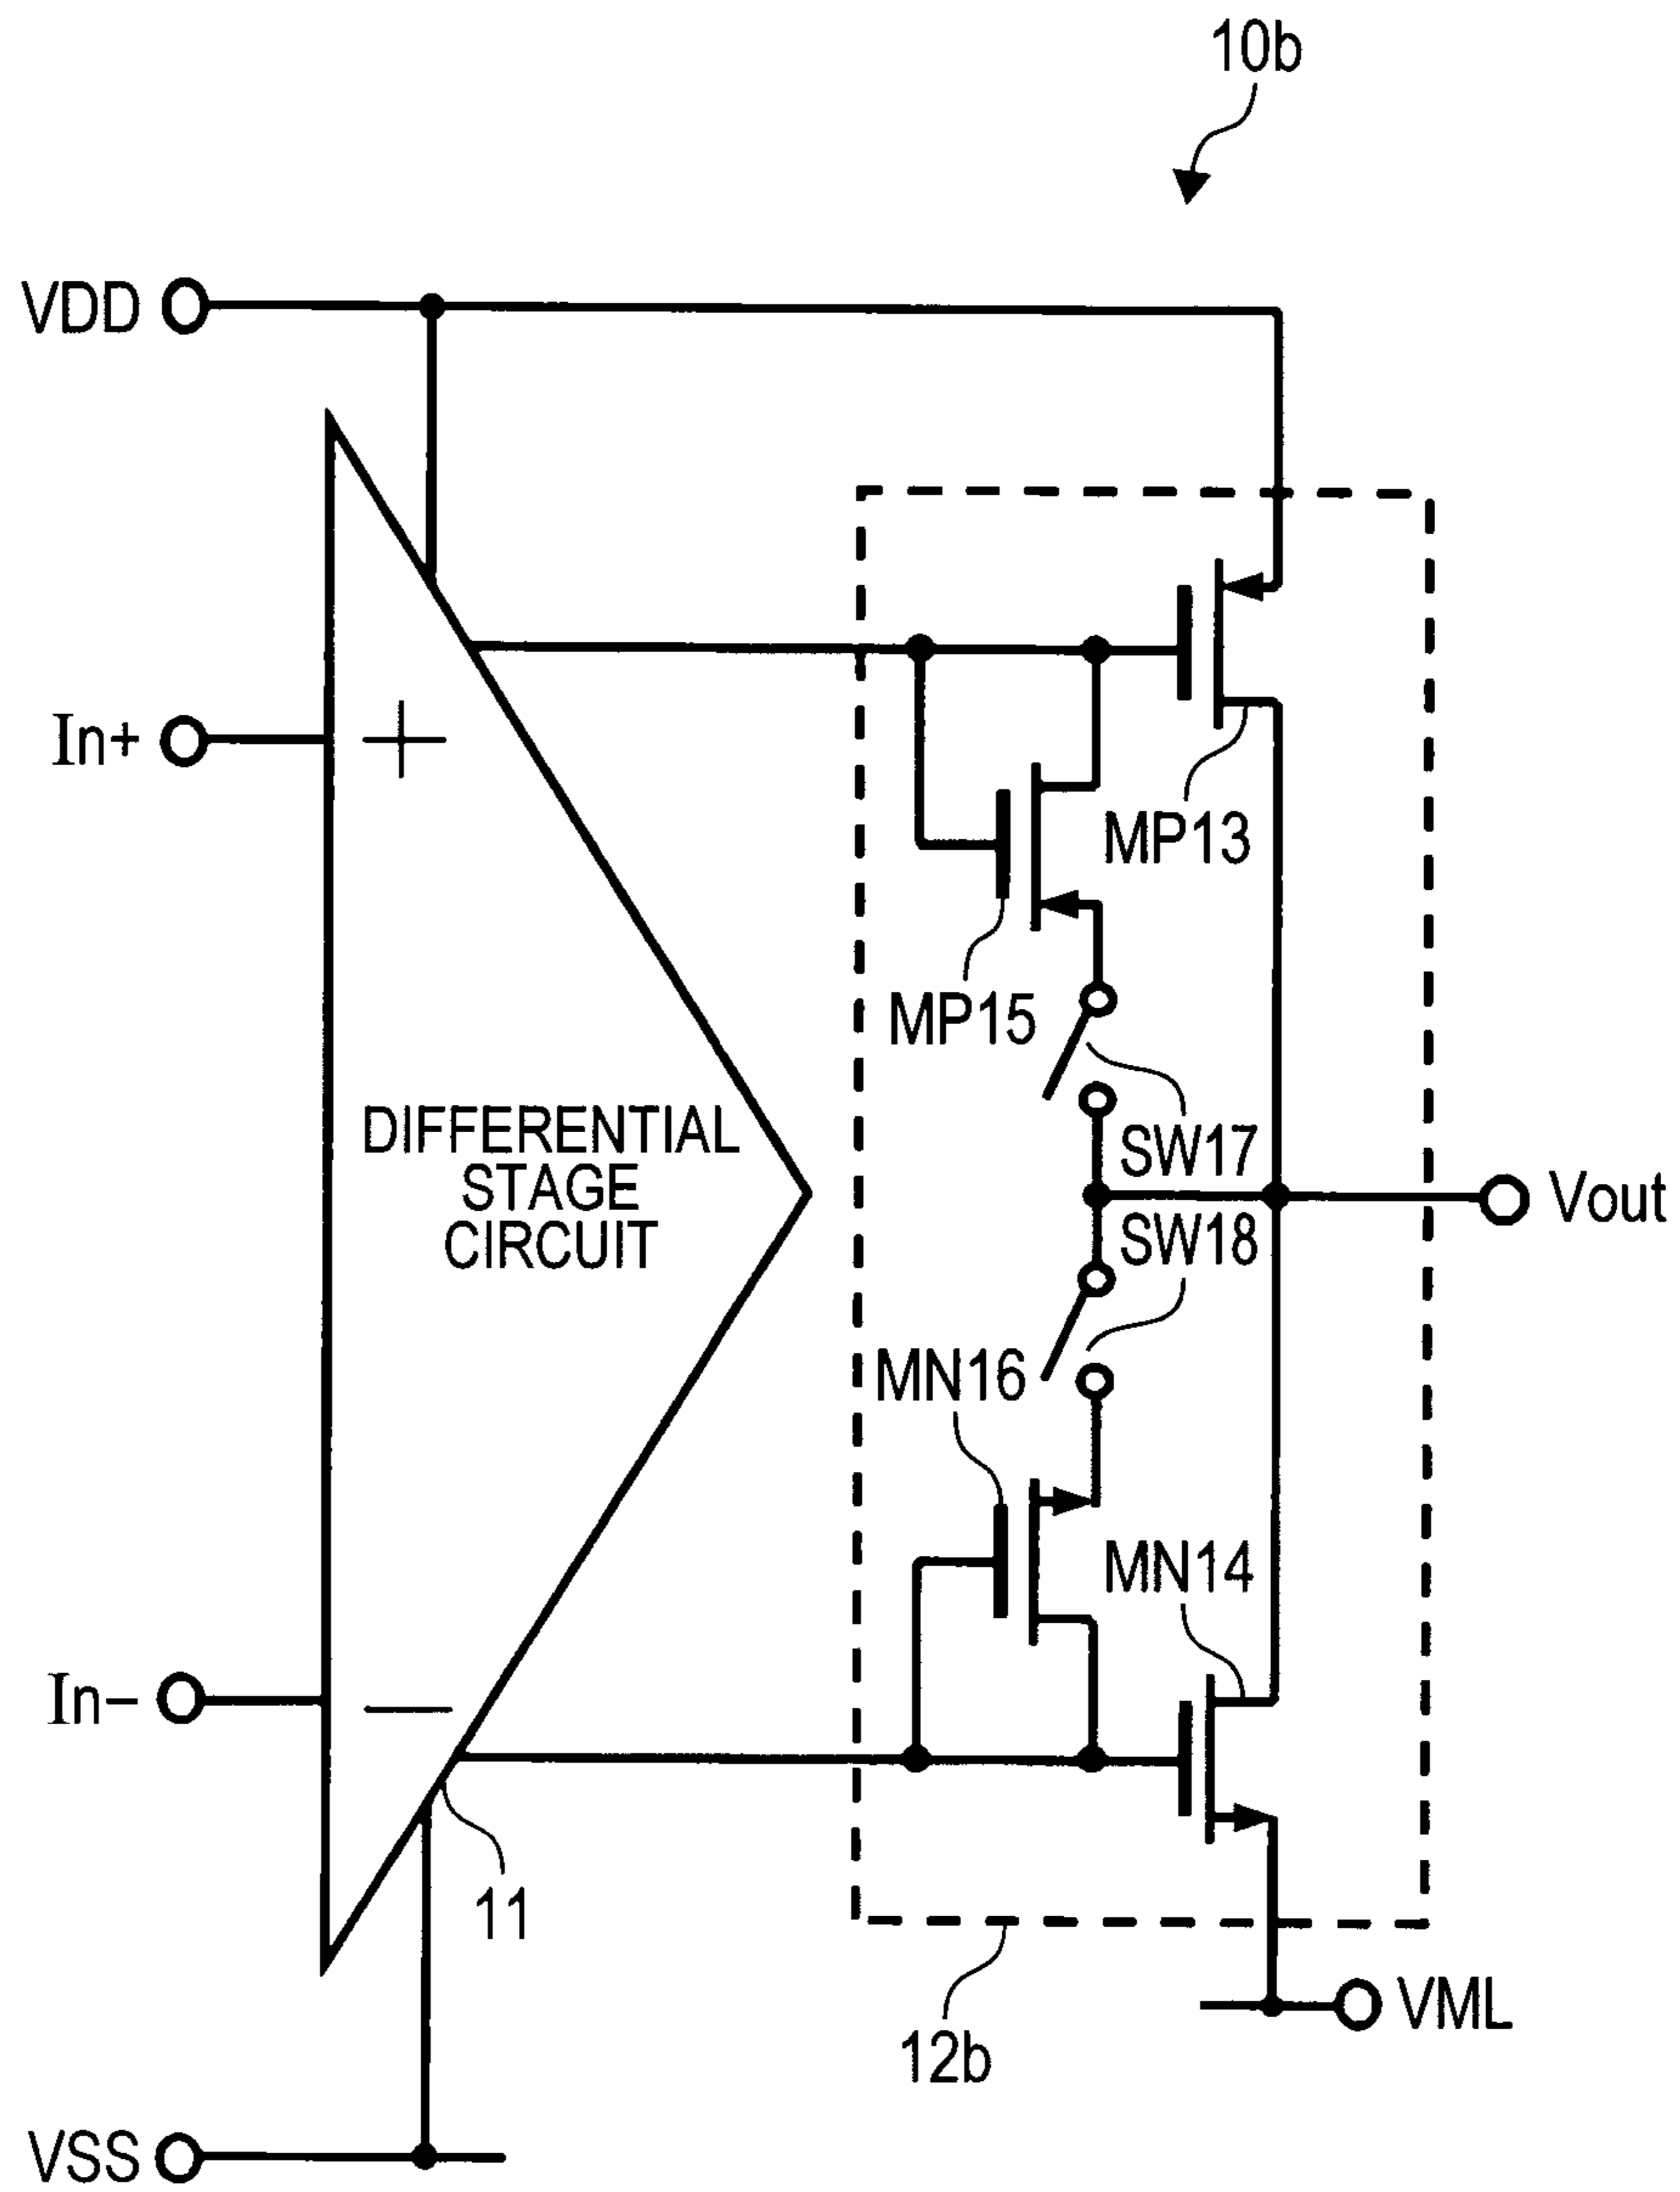 10b
VDD
In+
+
MP13
MP15
DIFFERENTIAL
STAGE
CIRCUIT
SW17
Vout
SW18
MN16
MN14
In−
−
11
12b
VML
VSS